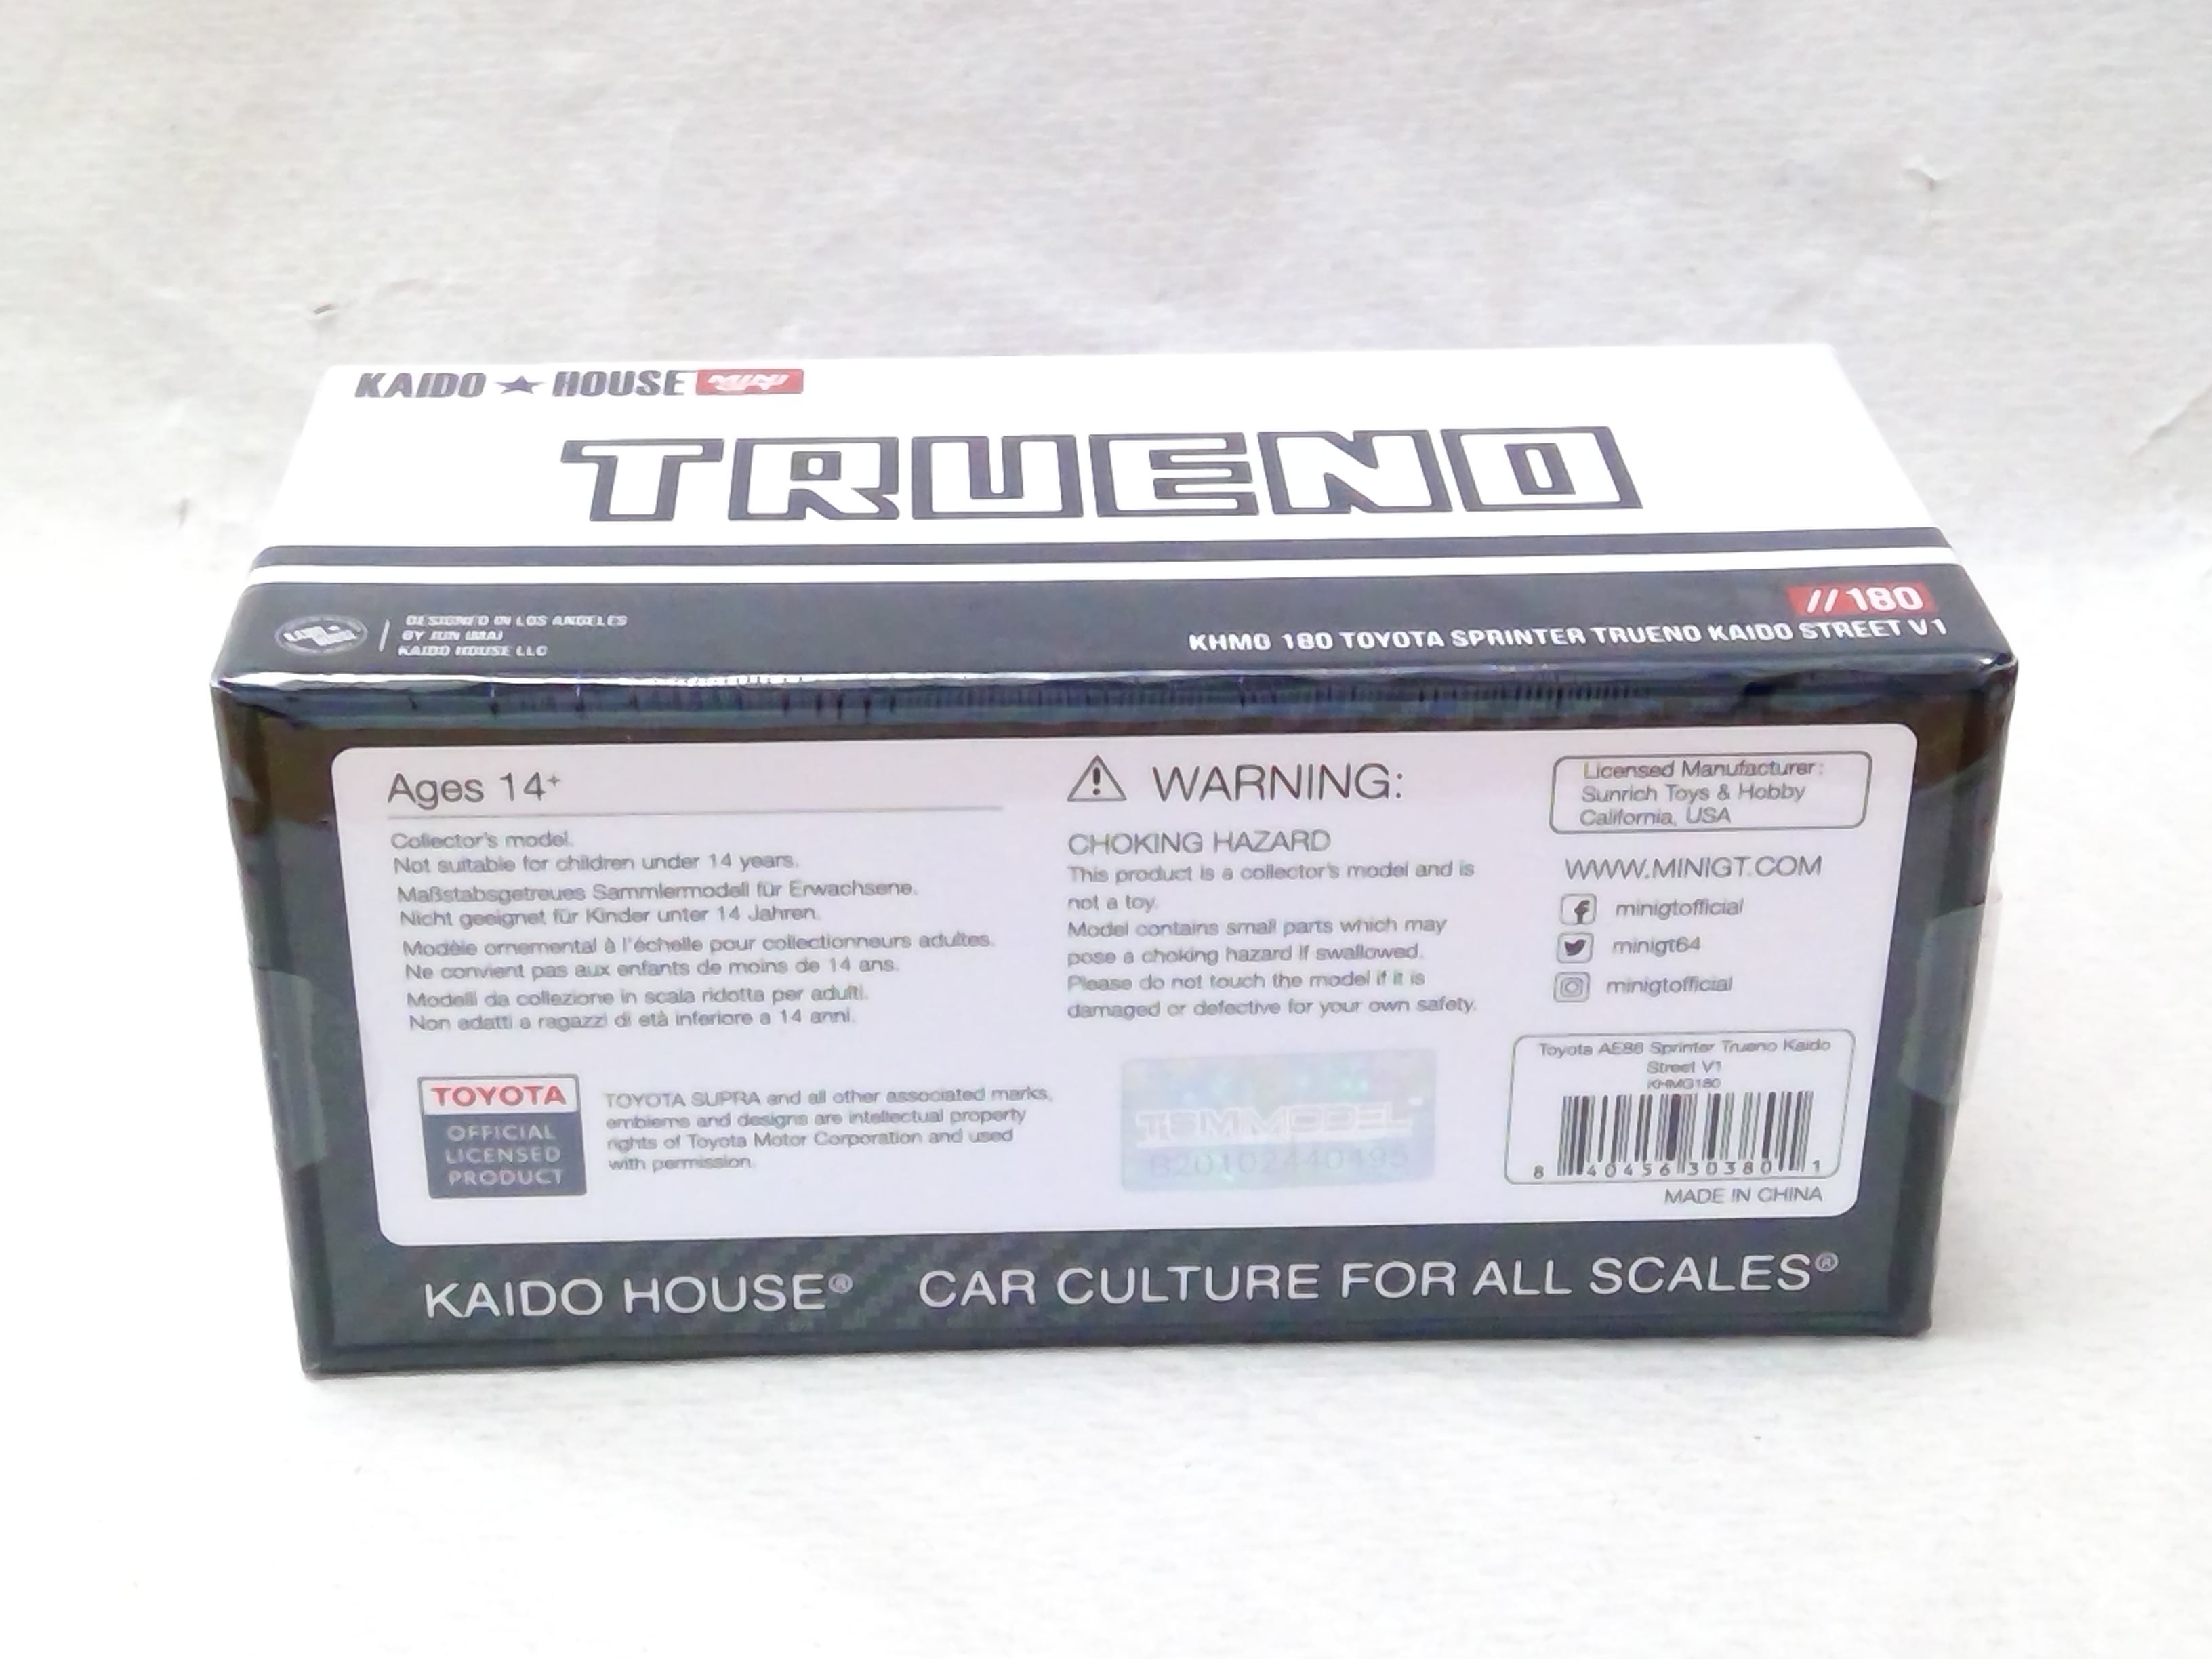 KAIDO ★ HOUSE MINI GT
TRUENO
DESIGNED IN LOS ANGELES
BY JUN IMAI
KAIDO HOUSE LLC
//180
KHMG 180 TOYOTA SPRINTER TRUENO KAIDO STREET V1
Ages 14+
Collector's model.
Not suitable for children under 14 years.
Maßstabsgetreues Sammlermodell für Erwachsene.
Nicht geeignet für Kinder unter 14 Jahren.
Modèle ornemental à l'échelle pour collectionneurs adultes.
Ne convient pas aux enfants de moins de 14 ans.
Modelli da collezione in scala ridotta per adulti.
Non adatti a ragazzi di età inferiore a 14 anni.
TOYOTA
OFFICIAL
LICENSED
PRODUCT
TOYOTA SUPRA and all other associated marks,
emblems and designs are intellectual property
rights of Toyota Motor Corporation and used
with permission.
WARNING:
CHOKING HAZARD
This product is a collector's model and is
not a toy.
Model contains small parts which may
pose a choking hazard if swallowed.
Please do not touch the model if it is
damaged or defective for your own safety.
TSMMODEL
820102440495
Licensed Manufacturer:
Sunrich Toys & Hobby
California, USA
WWW.MINIGT.COM
minigtofficial
minigt64
minigtofficial
Toyota AE86 Sprinter Trueno Kaido
Street V1
KHMG180
8 40456 30380 1
MADE IN CHINA
KAIDO HOUSE® CAR CULTURE FOR ALL SCALES®